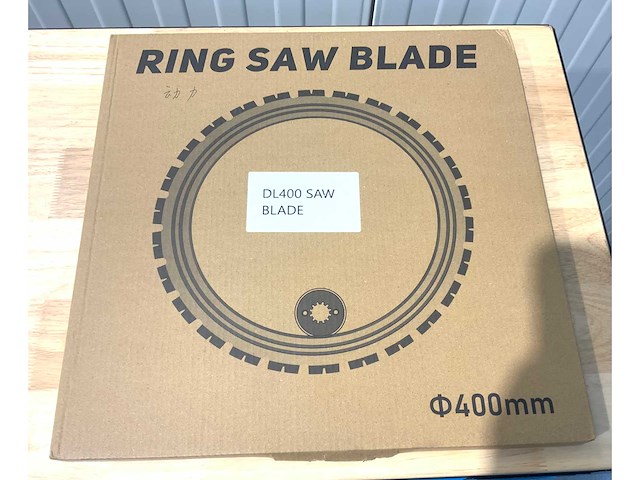 RING SAW BLADE
动力
DL400 SAW
BLADE
Φ400mm